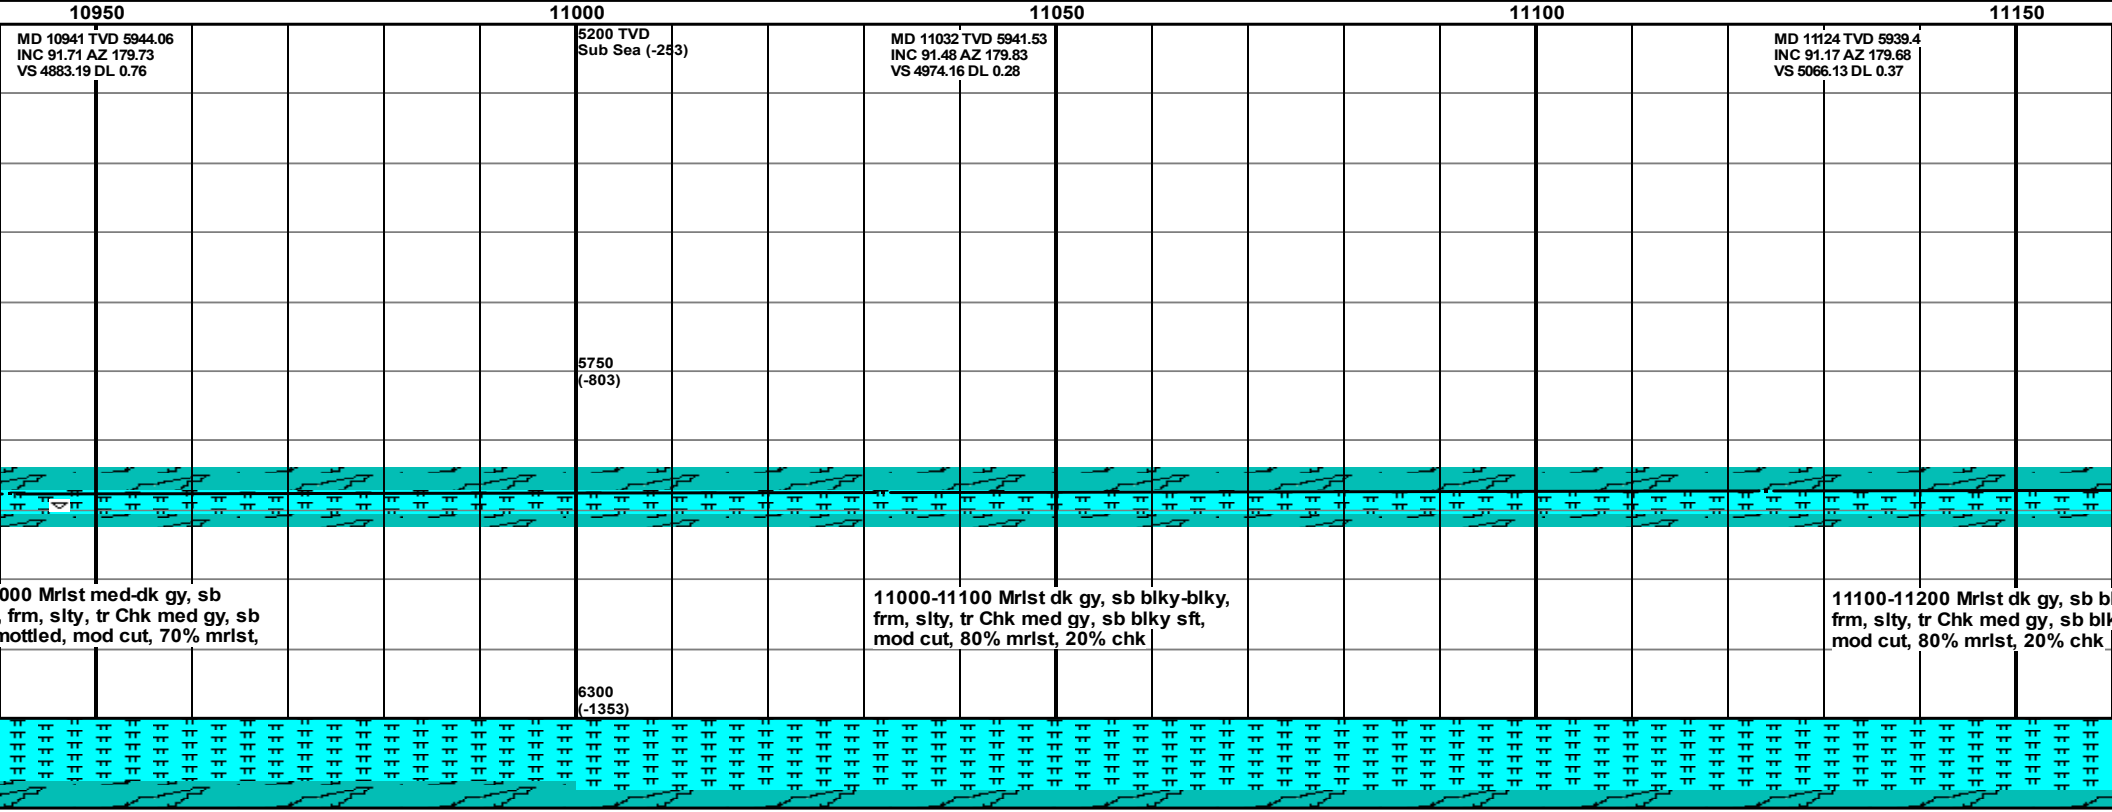 10950 11000 11050 11100 11150
MD 10941 TVD 5944.06
INC 91.71 AZ 179.73
VS 4883.19 DL 0.76
5200 TVD
Sub Sea (-253)
MD 11032 TVD 5941.53
INC 91.48 AZ 179.83
VS 4974.16 DL 0.28
MD 11124 TVD 5939.4
INC 91.17 AZ 179.68
VS 5066.13 DL 0.37
5750
(-803)
000 Mrlst med-dk gy, sb
, frm, slty, tr Chk med gy, sb
mottled, mod cut, 70% mrlst,
11000-11100 Mrlst dk gy, sb blky-blky,
frm, slty, tr Chk med gy, sb blky sft,
mod cut, 80% mrlst, 20% chk
11100-11200 Mrlst dk gy, sb bl
frm, slty, tr Chk med gy, sb blk
mod cut, 80% mrlst, 20% chk
6300
(-1353)